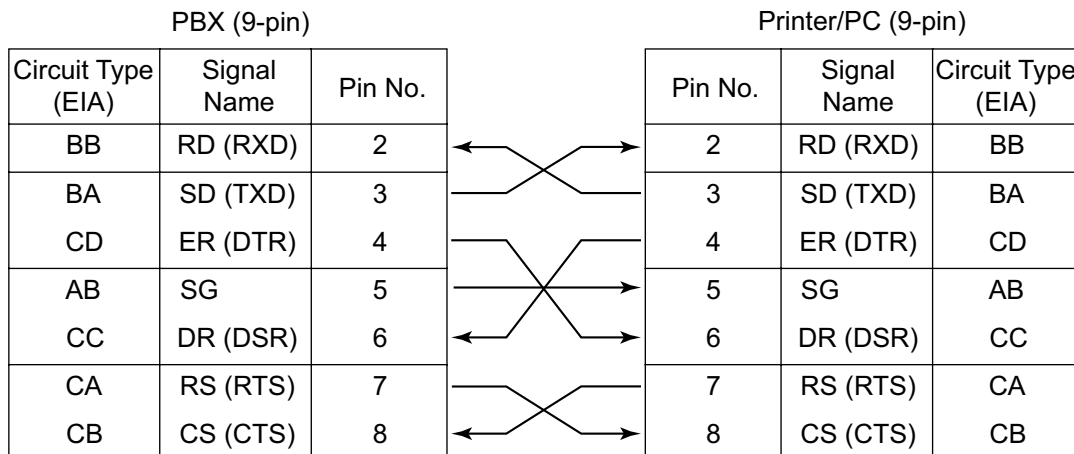 PBX (9-pin) Printer/PC (9-pin)
Circuit Type (EIA) Signal Name Pin No. Pin No. Signal Name Circuit Type (EIA)
BB RD (RXD) 2 2 RD (RXD) BB
BA SD (TXD) 3 3 SD (TXD) BA
CD ER (DTR) 4 4 ER (DTR) CD
AB SG 5 5 SG AB
CC DR (DSR) 6 6 DR (DSR) CC
CA RS (RTS) 7 7 RS (RTS) CA
CB CS (CTS) 8 8 CS (CTS) CB